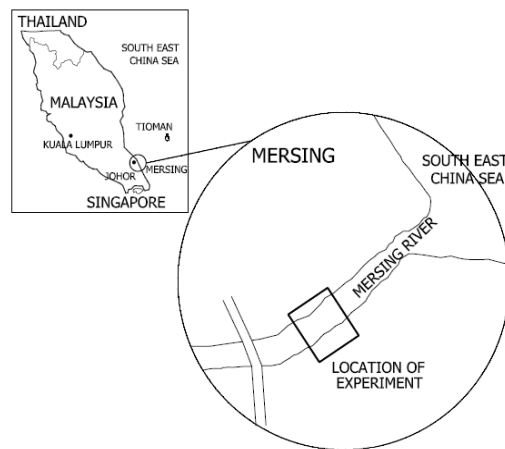 THAILAND
SOUTH EAST
CHINA SEA
MALAYSIA
TIOMAN
KUALA LUMPUR
MERSING
JOHOR
SINGAPORE
MERSING
SOUTH EAST
CHINA SEA
MERSING RIVER
LOCATION OF
EXPERIMENT